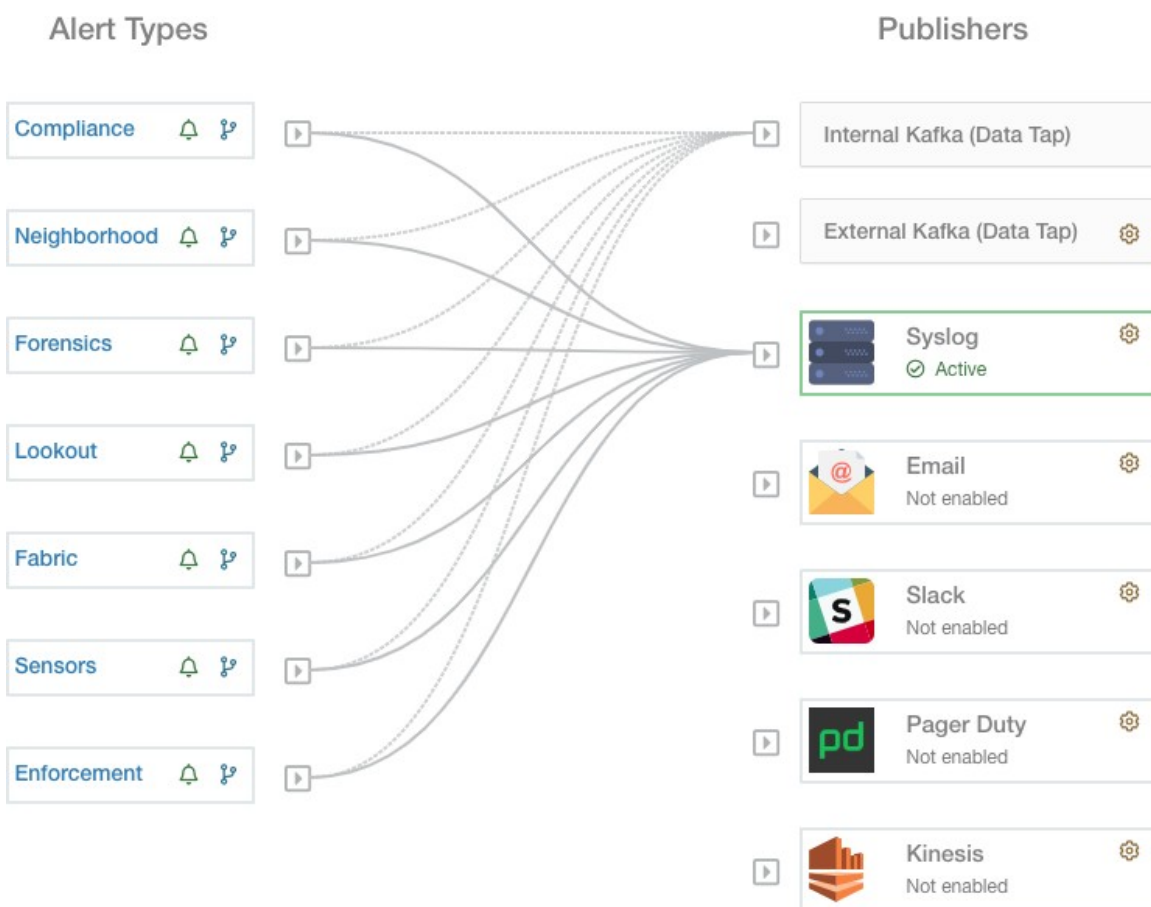 Alert Types
Publishers
Compliance
Internal Kafka (Data Tap)
Neighborhood
External Kafka (Data Tap)
Forensics
Syslog
Active
Lookout
@
Email
Not enabled
Fabric
S
Slack
Not enabled
Sensors
pd
Pager Duty
Not enabled
Enforcement
Kinesis
Not enabled